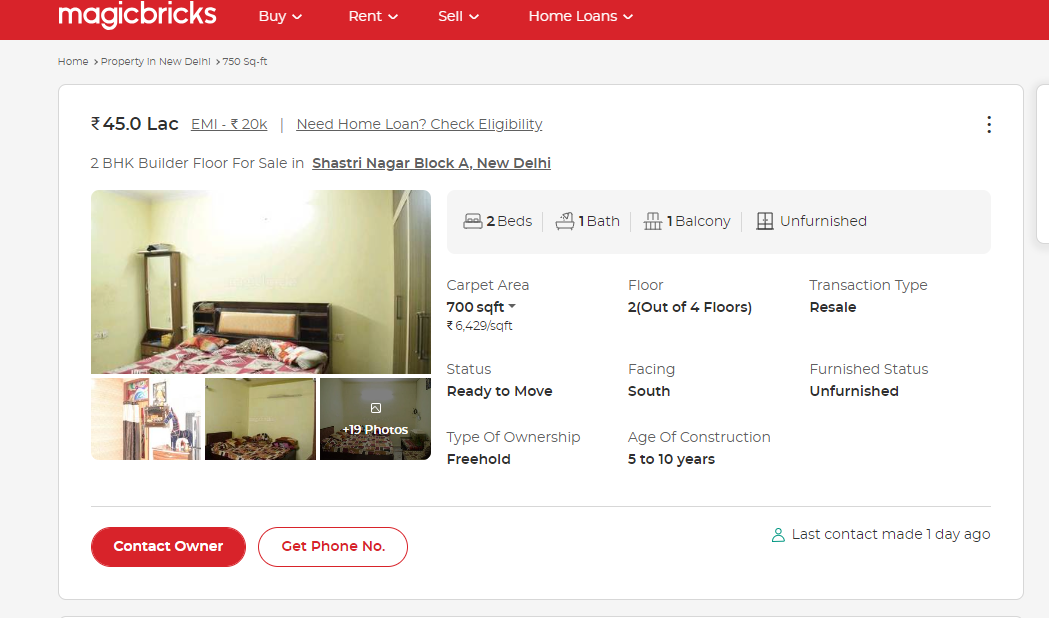 magicbricks Buy Rent Sell Home Loans
Home > Property In New Delhi > 750 Sq-ft
₹45.0 Lac EMI - ₹ 20k | Need Home Loan? Check Eligibility
2 BHK Builder Floor For Sale in Shastri Nagar Block A, New Delhi
2 Beds 1 Bath 1 Balcony Unfurnished
Carpet Area Floor Transaction Type
700 sqft 2(Out of 4 Floors) Resale
₹ 6,429/sqft
Status Facing Furnished Status
Ready to Move South Unfurnished
+19 Photos
Type Of Ownership Age Of Construction
Freehold 5 to 10 years
Contact Owner Get Phone No. Last contact made 1 day ago